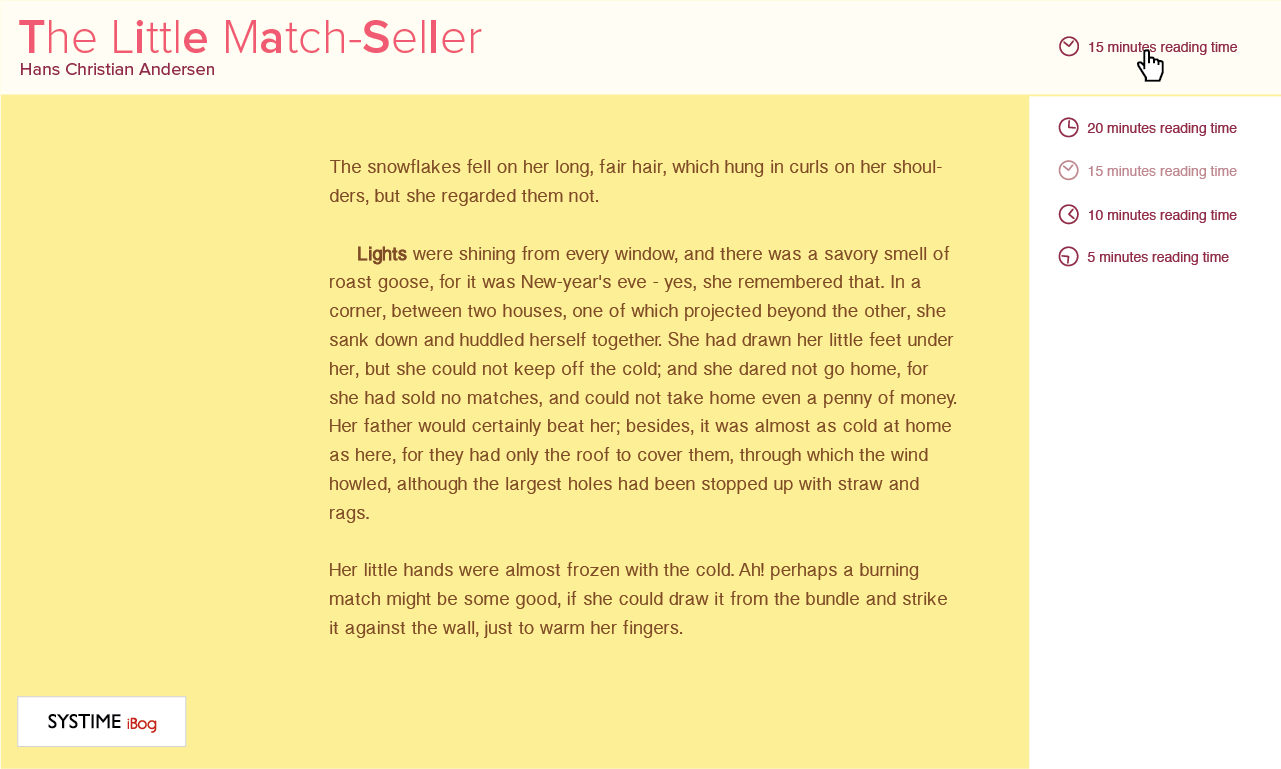 The Little Match-Seller
Hans Christian Andersen
15 minutes reading time
20 minutes reading time
15 minutes reading time
10 minutes reading time
5 minutes reading time
The snowflakes fell on her long, fair hair, which hung in curls on her shoul-
ders, but she regarded them not.
Lights were shining from every window, and there was a savory smell of
roast goose, for it was New-year's eve - yes, she remembered that. In a
corner, between two houses, one of which projected beyond the other, she
sank down and huddled herself together. She had drawn her little feet under
her, but she could not keep off the cold; and she dared not go home, for
she had sold no matches, and could not take home even a penny of money.
Her father would certainly beat her; besides, it was almost as cold at home
as here, for they had only the roof to cover them, through which the wind
howled, although the largest holes had been stopped up with straw and
rags.
Her little hands were almost frozen with the cold. Ah! perhaps a burning
match might be some good, if she could draw it from the bundle and strike
it against the wall, just to warm her fingers.
SYSTIME iBog